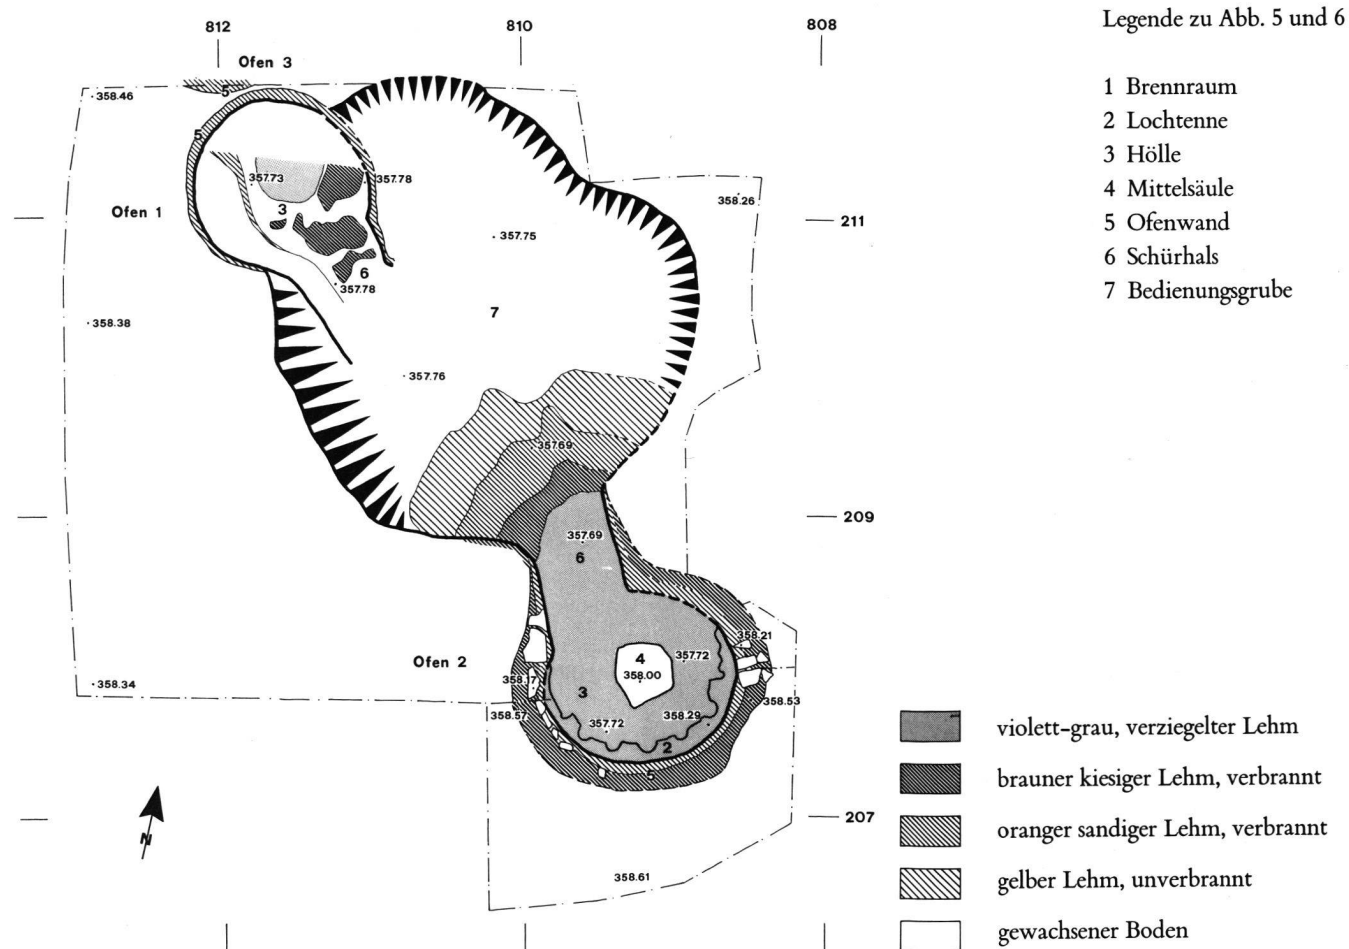 812
810
808
Legende zu Abb. 5 und 6
Ofen 3
1 Brennraum
2 Lochtenne
3 Hölle
4 Mittelsäule
5 Ofenwand
6 Schürhals
7 Bedienungsgrube
358.46
5
5
357.73
357.78
358.26
Ofen 1
3
211
357.75
6
357.78
7
358.38
357.76
357.69
209
357.69
6
358.21
Ofen 2
4
357.72
358.00
358.17
358.34
3
358.53
358.57
357.72
358.29
2
5
violett-grau, verziegelter Lehm
brauner kiesiger Lehm, verbrannt
N
207
oranger sandiger Lehm, verbrannt
358.61
gelber Lehm, unverbrannt
gewachsener Boden